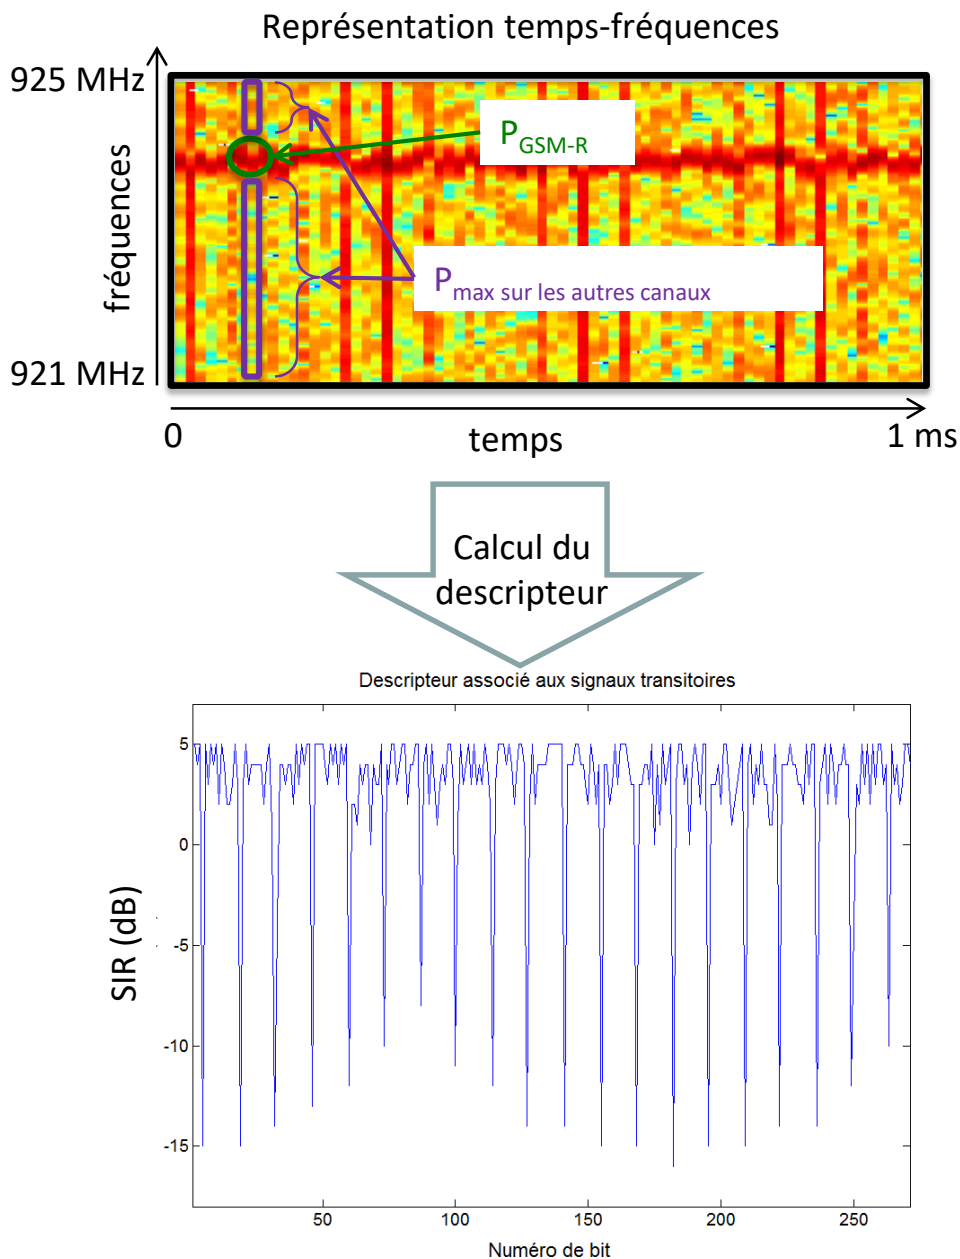 Représentation temps-fréquences
925 MHz
P GSM-R
fréquences
P max sur les autres canaux
921 MHz
0 temps 1 ms
Calcul du
descripteur
Descripteur associé aux signaux transitoires
5
0
-5
-10
-15
SIR (dB)
50 100 150 200 250
Numéro de bit